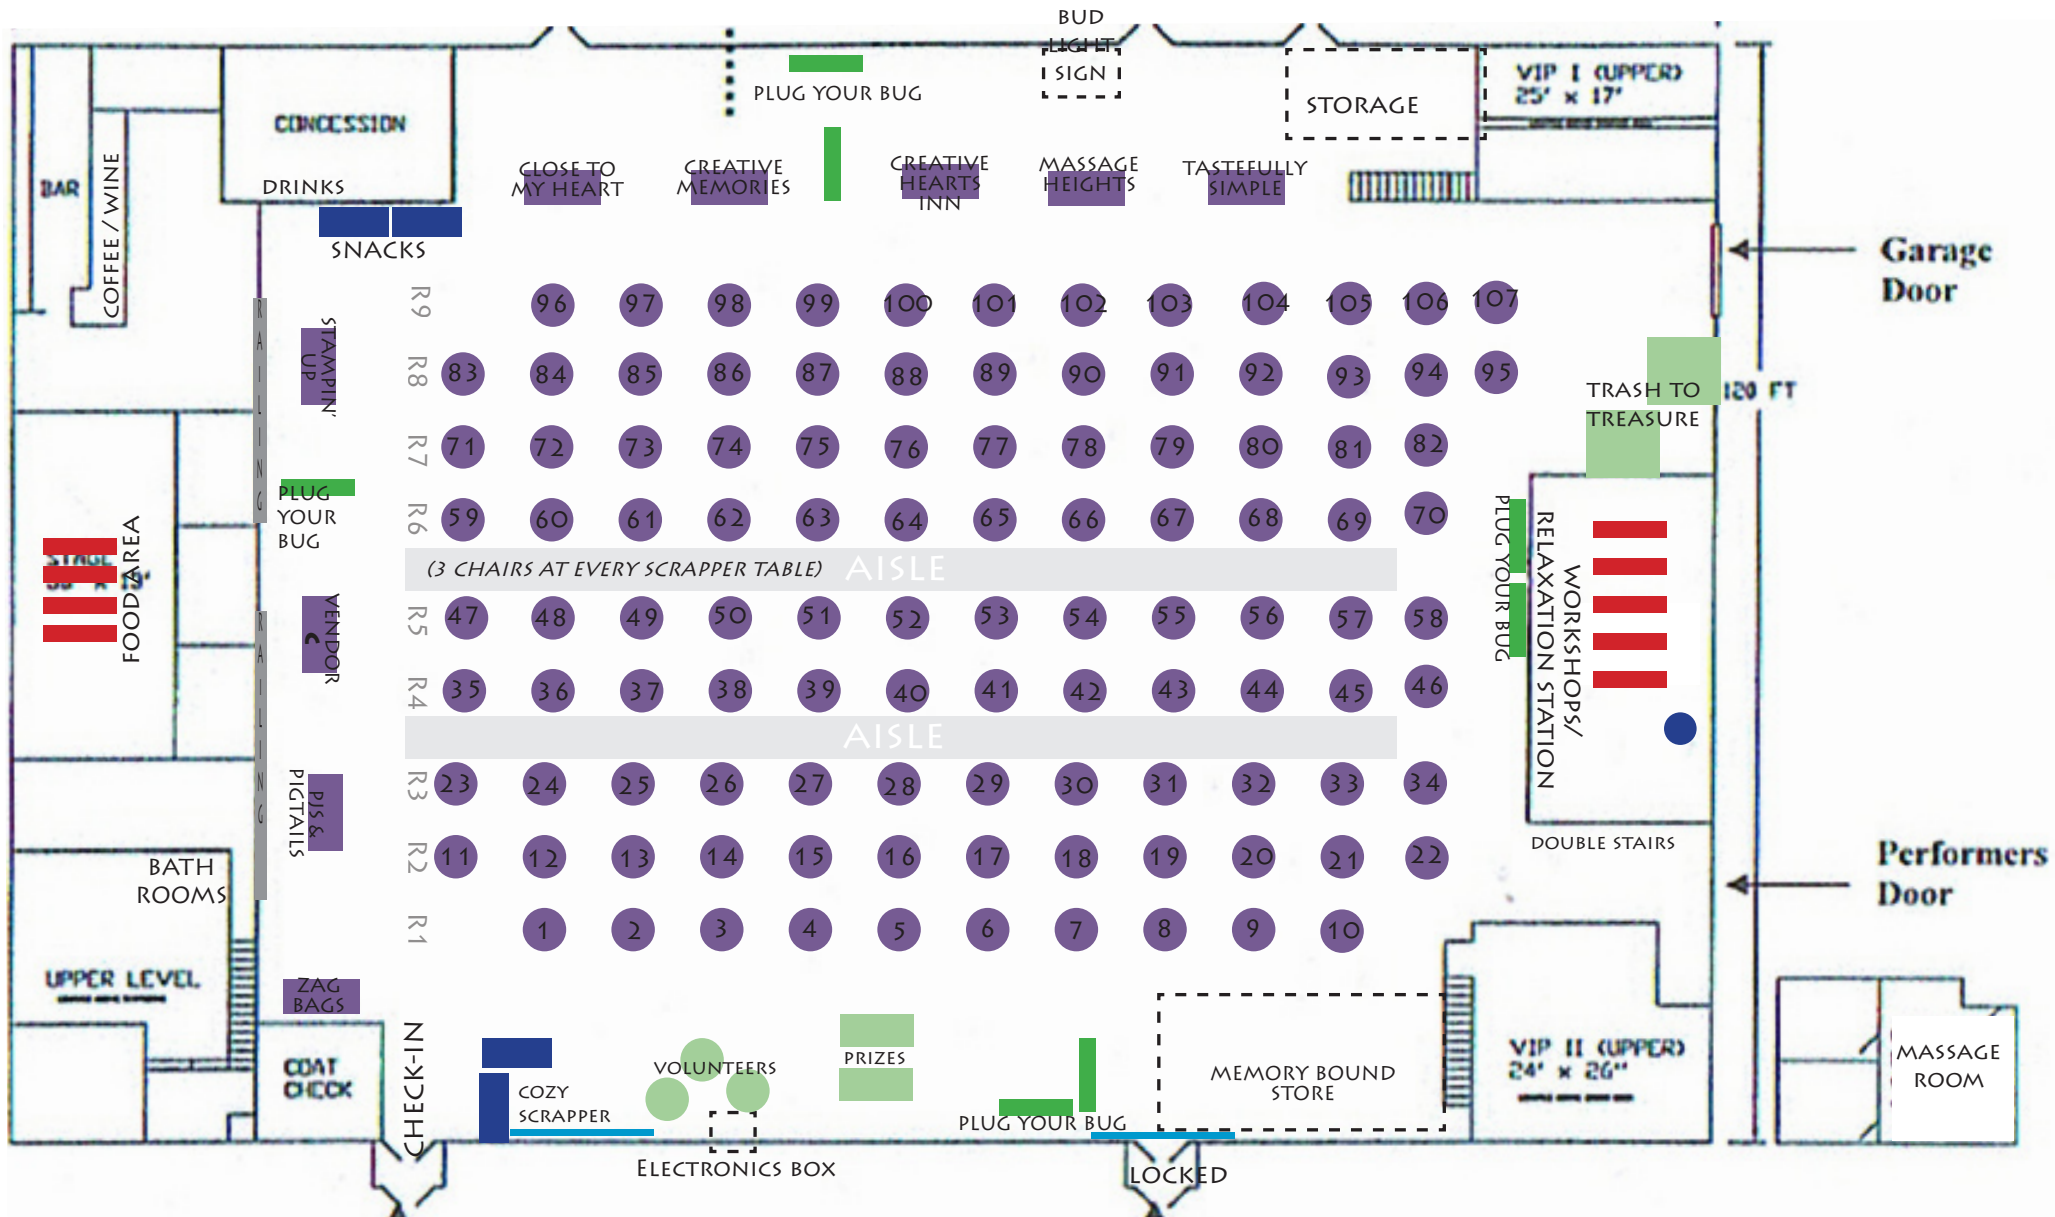 BUD
LIGHT
SIGN
PLUG YOUR BUG
STORAGE
VIP I (UPPER)
25' x 17'
CONCESSION
DRINKS
BAR
COFFEE / WINE
SNACKS
CLOSE TO
MY HEART
CREATIVE
MEMORIES
CREATIVE
HEARTS
INN
MASSAGE
HEIGHTS
TASTEFULLY
SIMPLE
Garage
Door
R9
96 97 98 99 100 101 102 103 104 105 106 107
R8
83 84 85 86 87 88 89 90 91 92 93 94 95
R7
71 72 73 74 75 76 77 78 79 80 81 82
R6
59 60 61 62 63 64 65 66 67 68 69 70
(3 CHAIRS AT EVERY SCRAPPER TABLE) AISLE
R5
47 48 49 50 51 52 53 54 55 56 57 58
R4
35 36 37 38 39 40 41 42 43 44 45 46
AISLE
R3
23 24 25 26 27 28 29 30 31 32 33 34
R2
11 12 13 14 15 16 17 18 19 20 21 22
R1
1 2 3 4 5 6 7 8 9 10
RAILING
STAMPIN'
UP
PLUG
YOUR
BUG
STAGE
FOOD AREA
VENDOR
RAILING
PJS &
PIGTAILS
BATH
ROOMS
UPPER LEVEL
ZAG
BAGS
COAT
CHECK
CHECK-IN
TRASH TO
TREASURE
120 FT
PLUG YOUR BUG
WORKSHOPS/
RELAXATION STATION
DOUBLE STAIRS
Performers
Door
COZY
SCRAPPER
VOLUNTEERS
PRIZES
PLUG YOUR BUG
MEMORY BOUND
STORE
VIP II (UPPER)
24' x 26"
MASSAGE
ROOM
ELECTRONICS BOX
LOCKED